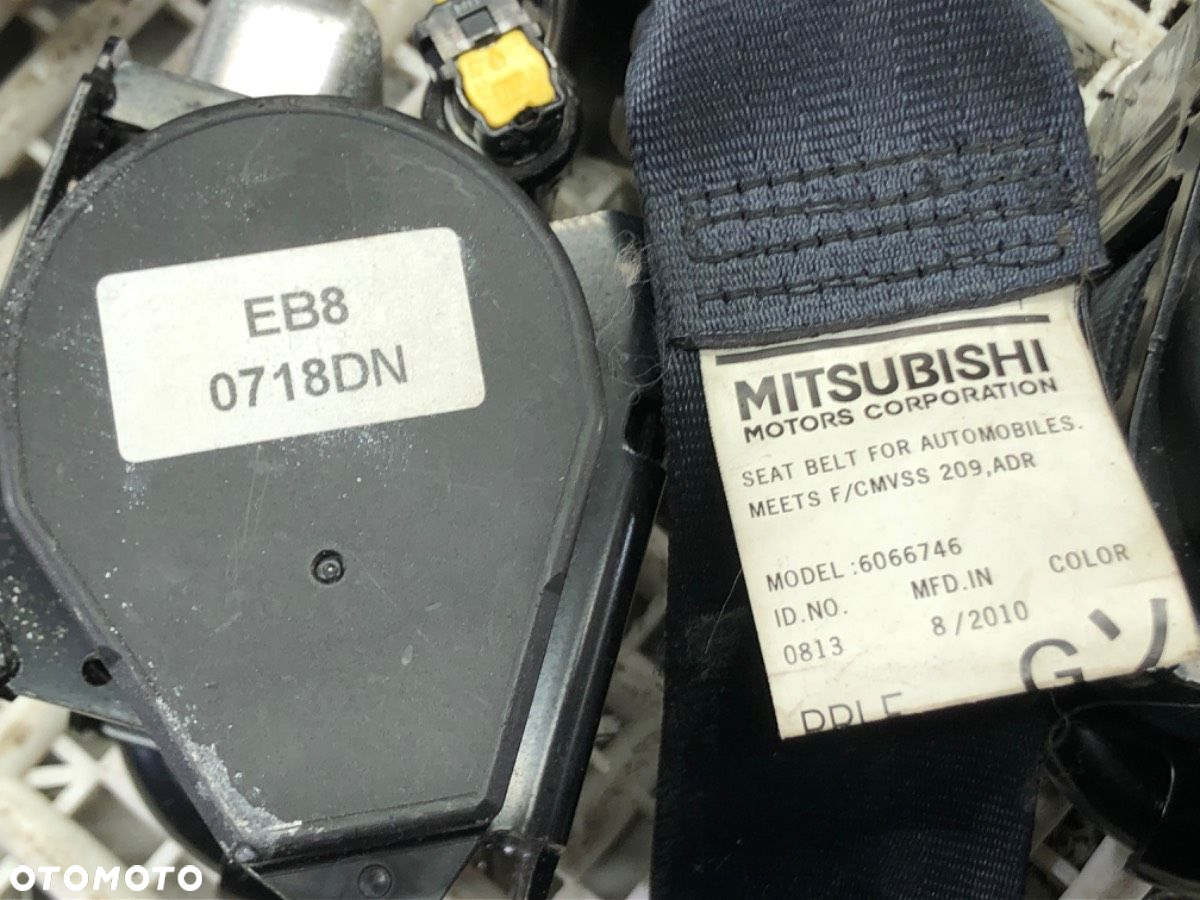 EB8
0718DN
MITSUBISHI
MOTORS CORPORATION
SEAT BELT FOR AUTOMOBILES.
MEETS F/CMVSS 209,ADR
MODEL:6066746
ID.NO. MFD.IN COLOR
0813 8/2010
OTOMOTO